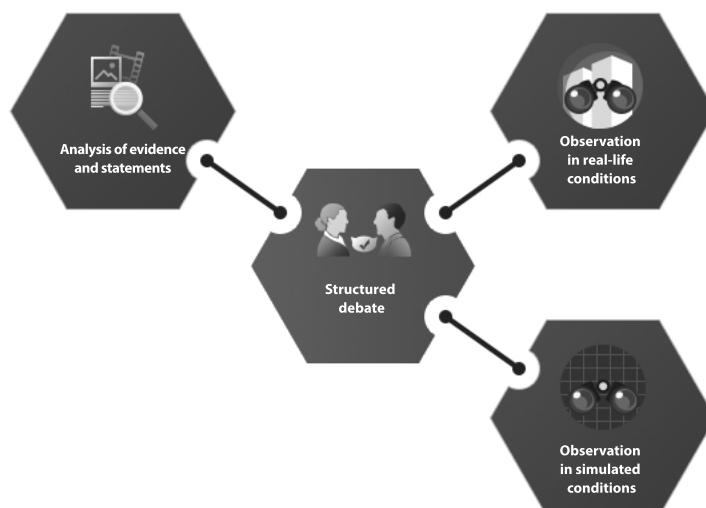 Analysis of evidence
and statements
Observation
in real-life
conditions
Structured
debate
Observation
in simulated
conditions